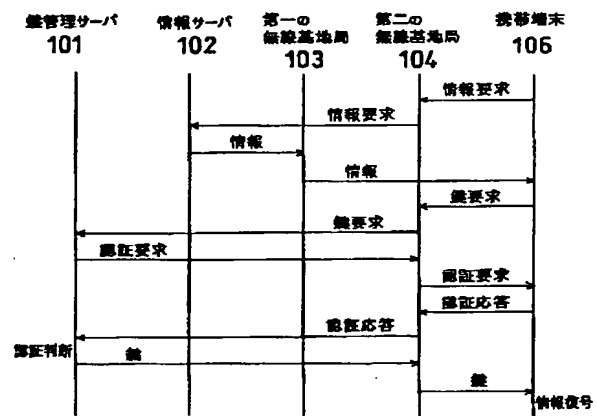 鍵管理サーバ
101
情報サーバ
102
第一の
無線基地局
103
第二の
無線基地局
104
携帯端末
106
情報要求
情報要求
情報
情報
鍵要求
鍵要求
認証要求
認証要求
認証応答
認証応答
認証判断
鍵
鍵
情報復号